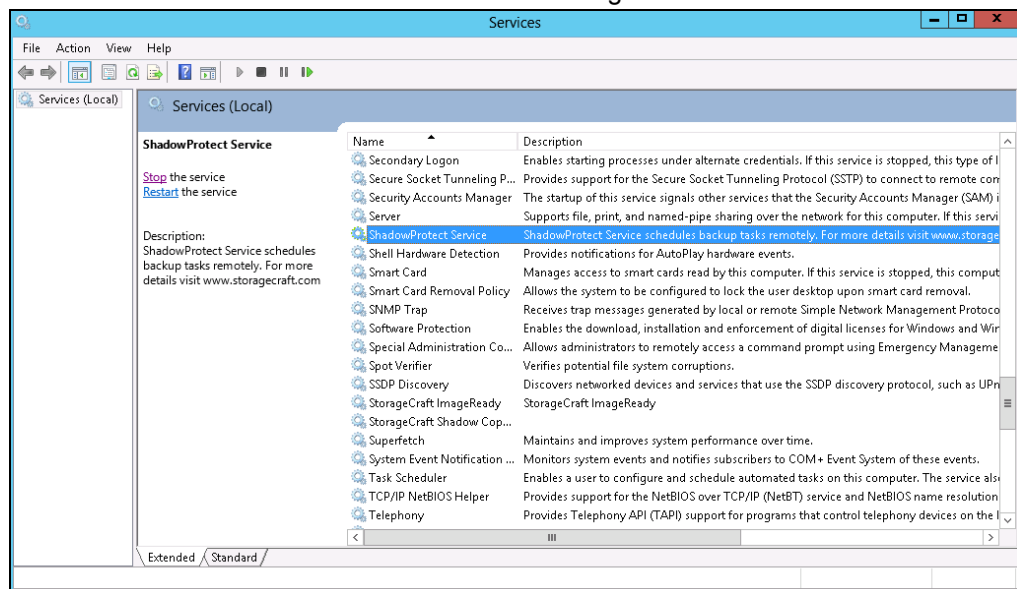 Services
File Action View Help
Services (Local)
Services (Local)
ShadowProtect Service
Stop the service
Restart the service
Description:
ShadowProtect Service schedules
backup tasks remotely. For more
details visit www.storagecraft.com
Name Description
Secondary Logon Enables starting processes under alternate credentials. If this service is stopped, this type of l
Secure Socket Tunneling P... Provides support for the Secure Socket Tunneling Protocol (SSTP) to connect to remote com
Security Accounts Manager The startup of this service signals other services that the Security Accounts Manager (SAM) i
Server Supports file, print, and named-pipe sharing over the network for this computer. If this servi
ShadowProtect Service ShadowProtect Service schedules backup tasks remotely. For more details visit www.storage
Shell Hardware Detection Provides notifications for AutoPlay hardware events.
Smart Card Manages access to smart cards read by this computer. If this service is stopped, this comput
Smart Card Removal Policy Allows the system to be configured to lock the user desktop upon smart card removal.
SNMP Trap Receives trap messages generated by local or remote Simple Network Management Protoco
Software Protection Enables the download, installation and enforcement of digital licenses for Windows and Win
Special Administration Co... Allows administrators to remotely access a command prompt using Emergency Manageme
Spot Verifier Verifies potential file system corruptions.
SSDP Discovery Discovers networked devices and services that use the SSDP discovery protocol, such as UPn
StorageCraft ImageReady StorageCraft ImageReady
StorageCraft Shadow Cop...
Superfetch Maintains and improves system performance over time.
System Event Notification ... Monitors system events and notifies subscribers to COM+ Event System of these events.
Task Scheduler Enables a user to configure and schedule automated tasks on this computer. The service als
TCP/IP NetBIOS Helper Provides support for the NetBIOS over TCP/IP (NetBT) service and NetBIOS name resolution
Telephony Provides Telephony API (TAPI) support for programs that control telephony devices on the l
Extended Standard